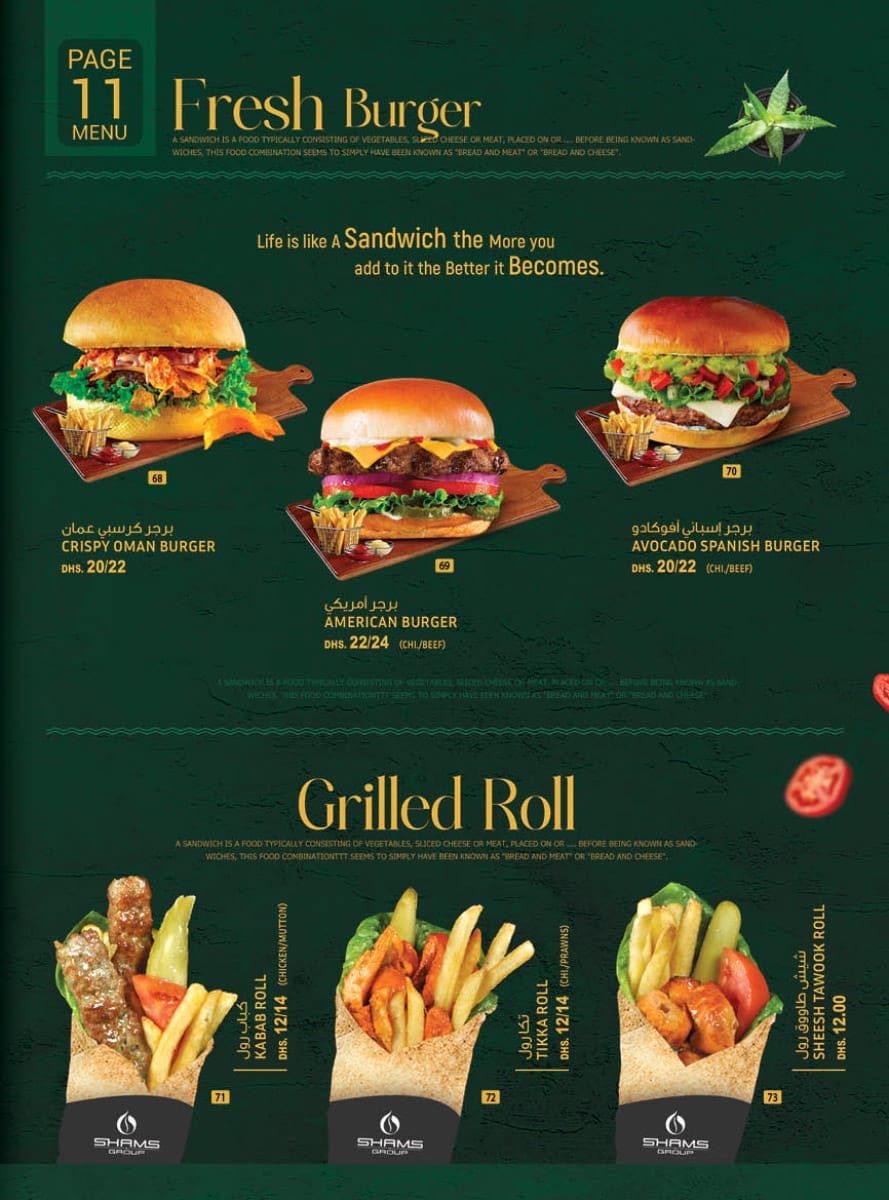 PAGE
11
MENU
Fresh Burger
A SANDWICH IS A FOOD TYPICALLY CONSISTING OF VEGETABLES, SLICED CHEESE OR MEAT, PLACED ON OR .... BEFORE BEING KNOWN AS SAND-
WICHES, THIS FOOD COMBINATION SEEMS TO SIMPLY HAVE BEEN KNOWN AS "BREAD AND MEAT" OR "BREAD AND CHEESE".
Life is like A Sandwich the More you
add to it the Better it Becomes.
68
برجر كرسبي عمان
CRISPY OMAN BURGER
DHS. 20/22
69
برجر أمريكي
AMERICAN BURGER
DHS. 22/24 (CHI./BEEF)
70
برجر إسباني أفوكادو
AVOCADO SPANISH BURGER
DHS. 20/22 (CHI./BEEF)
A SANDWICH IS A FOOD TYPICALLY CONSISTING OF VEGETABLES, SLICED CHEESE OR MEAT, PLACED ON OR .... BEFORE BEING KNOWN AS SAND-
WICHES, THIS FOOD COMBINATIONTTT SEEMS TO SIMPLY HAVE BEEN KNOWN AS "BREAD AND MEAT" OR "BREAD AND CHEESE"
Grilled Roll
A SANDWICH IS A FOOD TYPICALLY CONSISTING OF VEGETABLES, SLICED CHEESE OR MEAT, PLACED ON OR .... BEFORE BEING KNOWN AS SAND-
WICHES, THIS FOOD COMBINATIONTTT SEEMS TO SIMPLY HAVE BEEN KNOWN AS "BREAD AND MEAT" OR "BREAD AND CHEESE".
كباب رول
KABAB ROLL
DHS. 12/14 (CHICKEN/MUTTON)
71
SHAMS
GROUP
تكا رول
TIKKA ROLL
DHS. 12/14 (CHI./PRAWNS)
72
SHAMS
GROUP
شيش طاووق رول
SHEESH TAWOOK ROLL
DHS. 12.00
73
SHAMS
GROUP